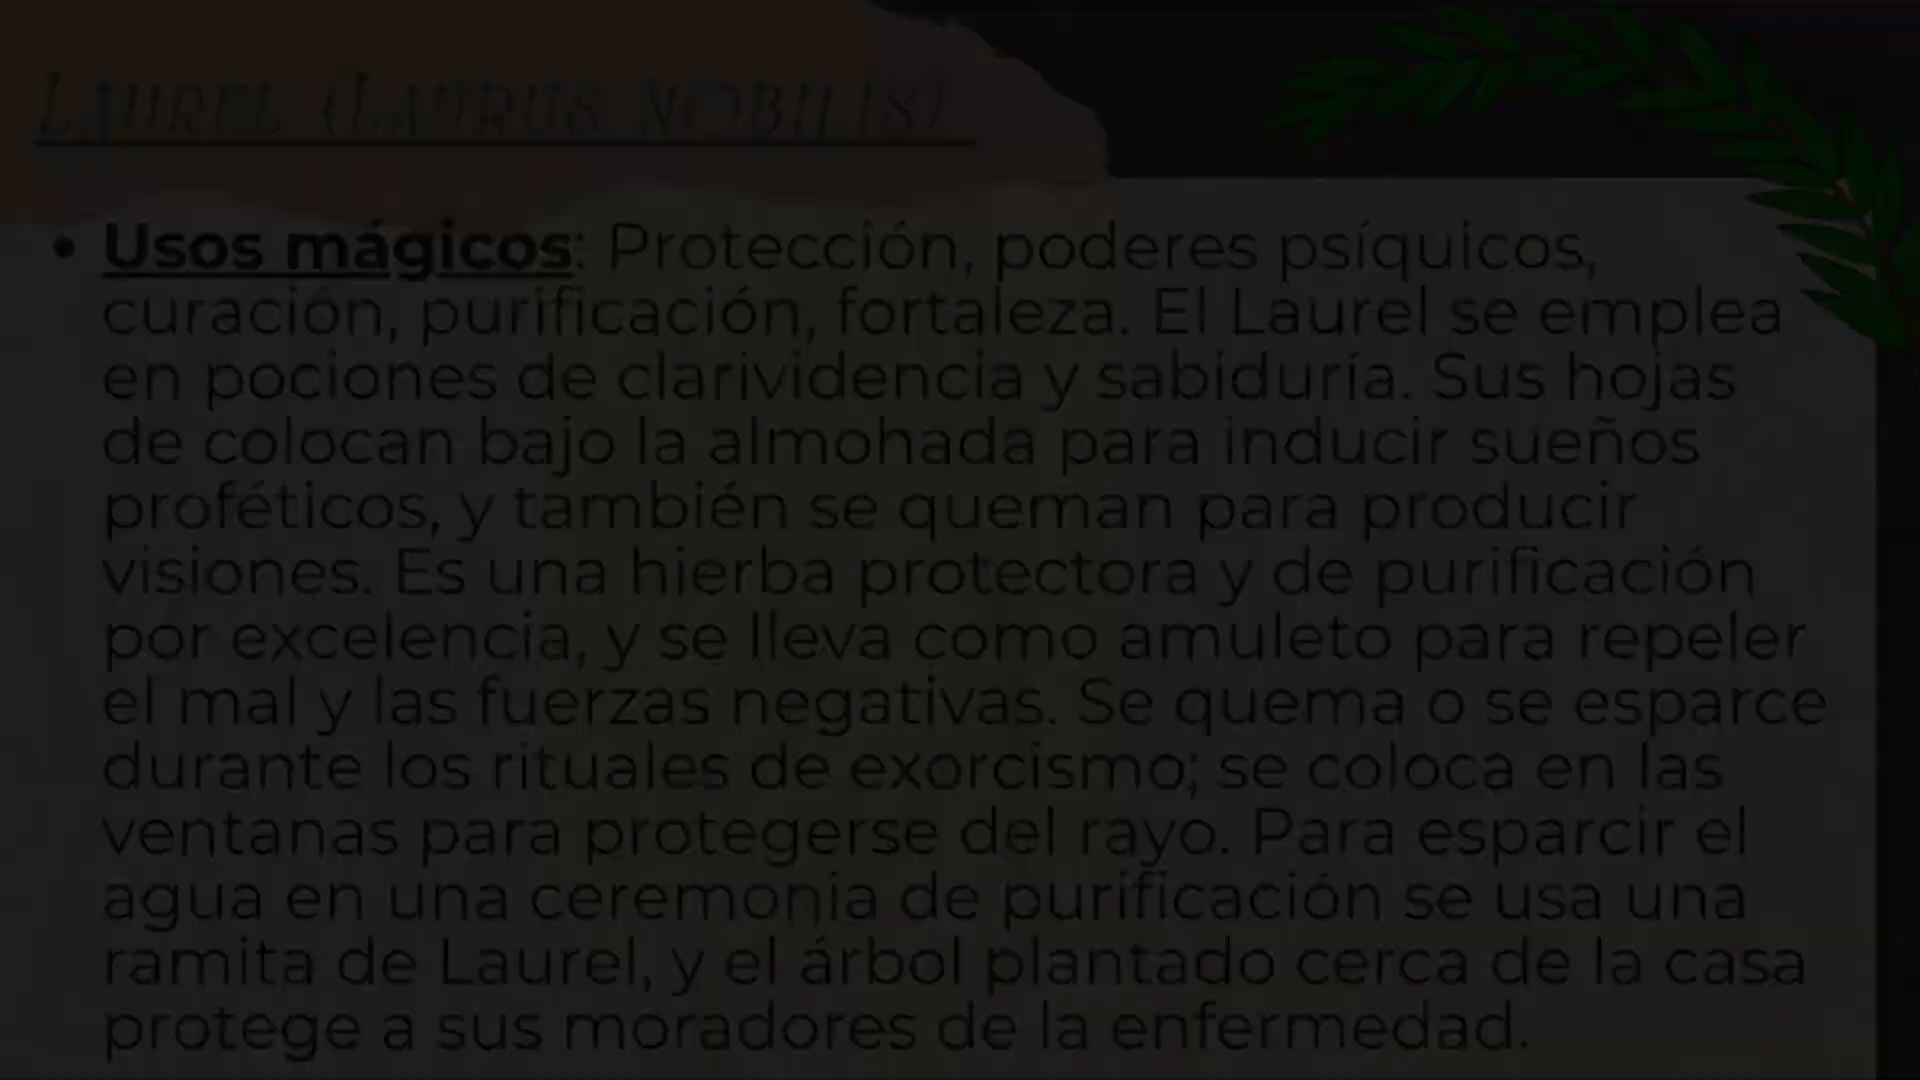 Laurel (Laurus nobilis)
• Usos mágicos: Protección, poderes psíquicos,
curación, purificación, fortaleza. El Laurel se emplea
en pociones de clarividencia y sabiduría. Sus hojas
de colocan bajo la almohada para inducir sueños
proféticos, y también se queman para producir
visiones. Es una hierba protectora y de purificación
por excelencia, y se lleva como amuleto para repeler
el mal y las fuerzas negativas. Se quema o se esparce
durante los rituales de exorcismo; se coloca en las
ventanas para protegerse del rayo. Para esparcir el
agua en una ceremonia de purificación se usa una
ramita de Laurel, y el árbol plantado cerca de la casa
protege a sus moradores de la enfermedad.